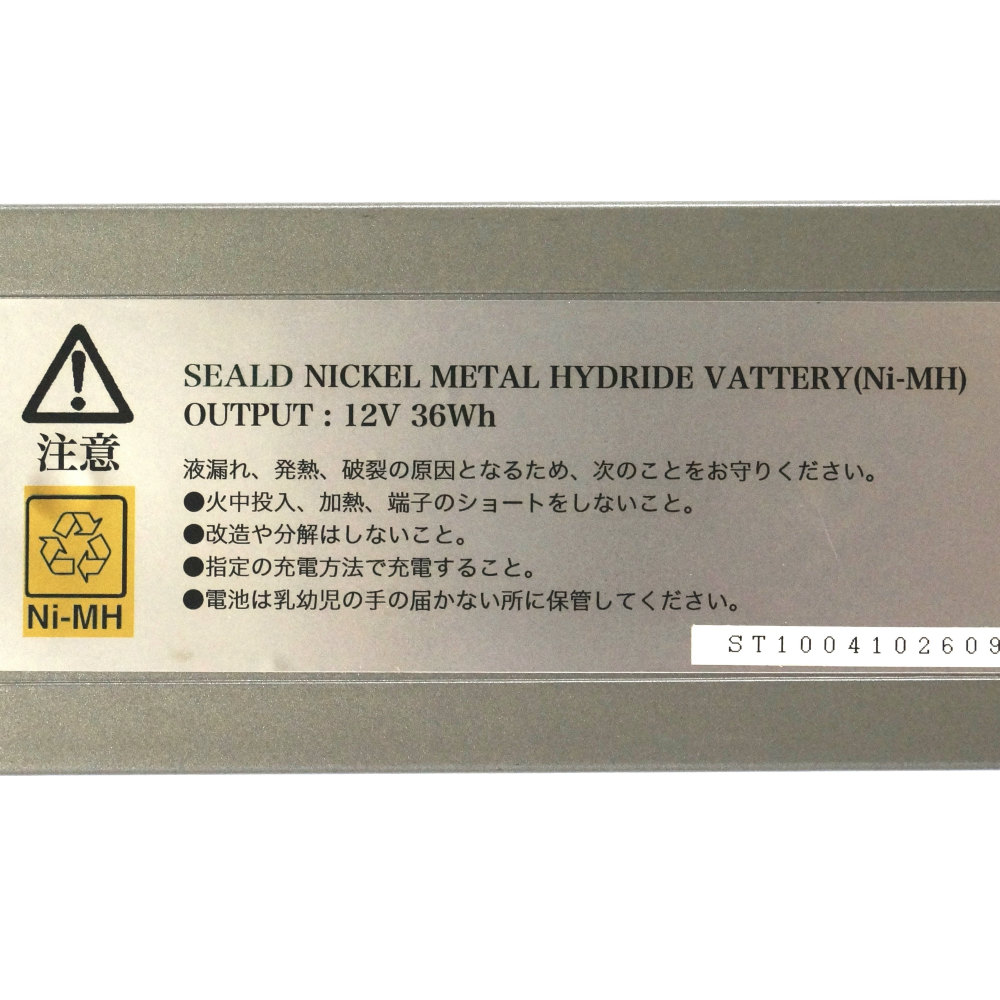 SEALD NICKEL METAL HYDRIDE VATTERY(Ni-MH)
OUTPUT : 12V 36Wh
注意
液漏れ、発熱、破裂の原因となるため、次のことをお守りください。
●火中投入、加熱、端子のショートをしないこと。
●改造や分解はしないこと。
●指定の充電方法で充電すること。
●電池は乳幼児の手の届かない所に保管してください。
Ni-MH
ST1004102609